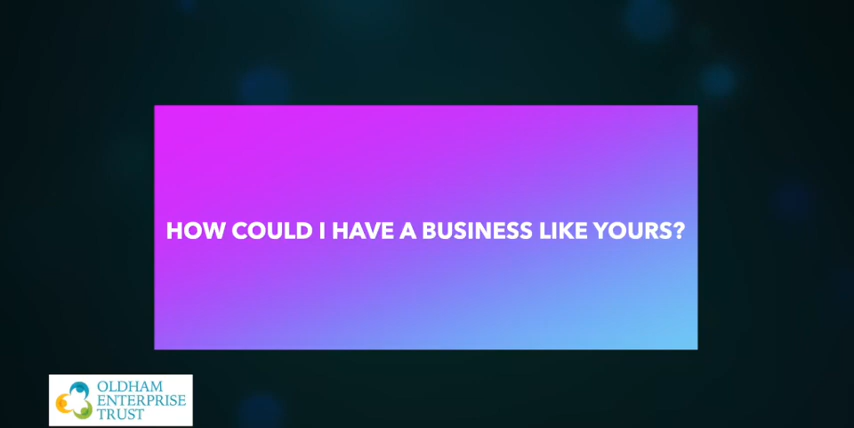 HOW COULD I HAVE A BUSINESS LIKE YOURS?
OLDHAM
ENTERPRISE
TRUST